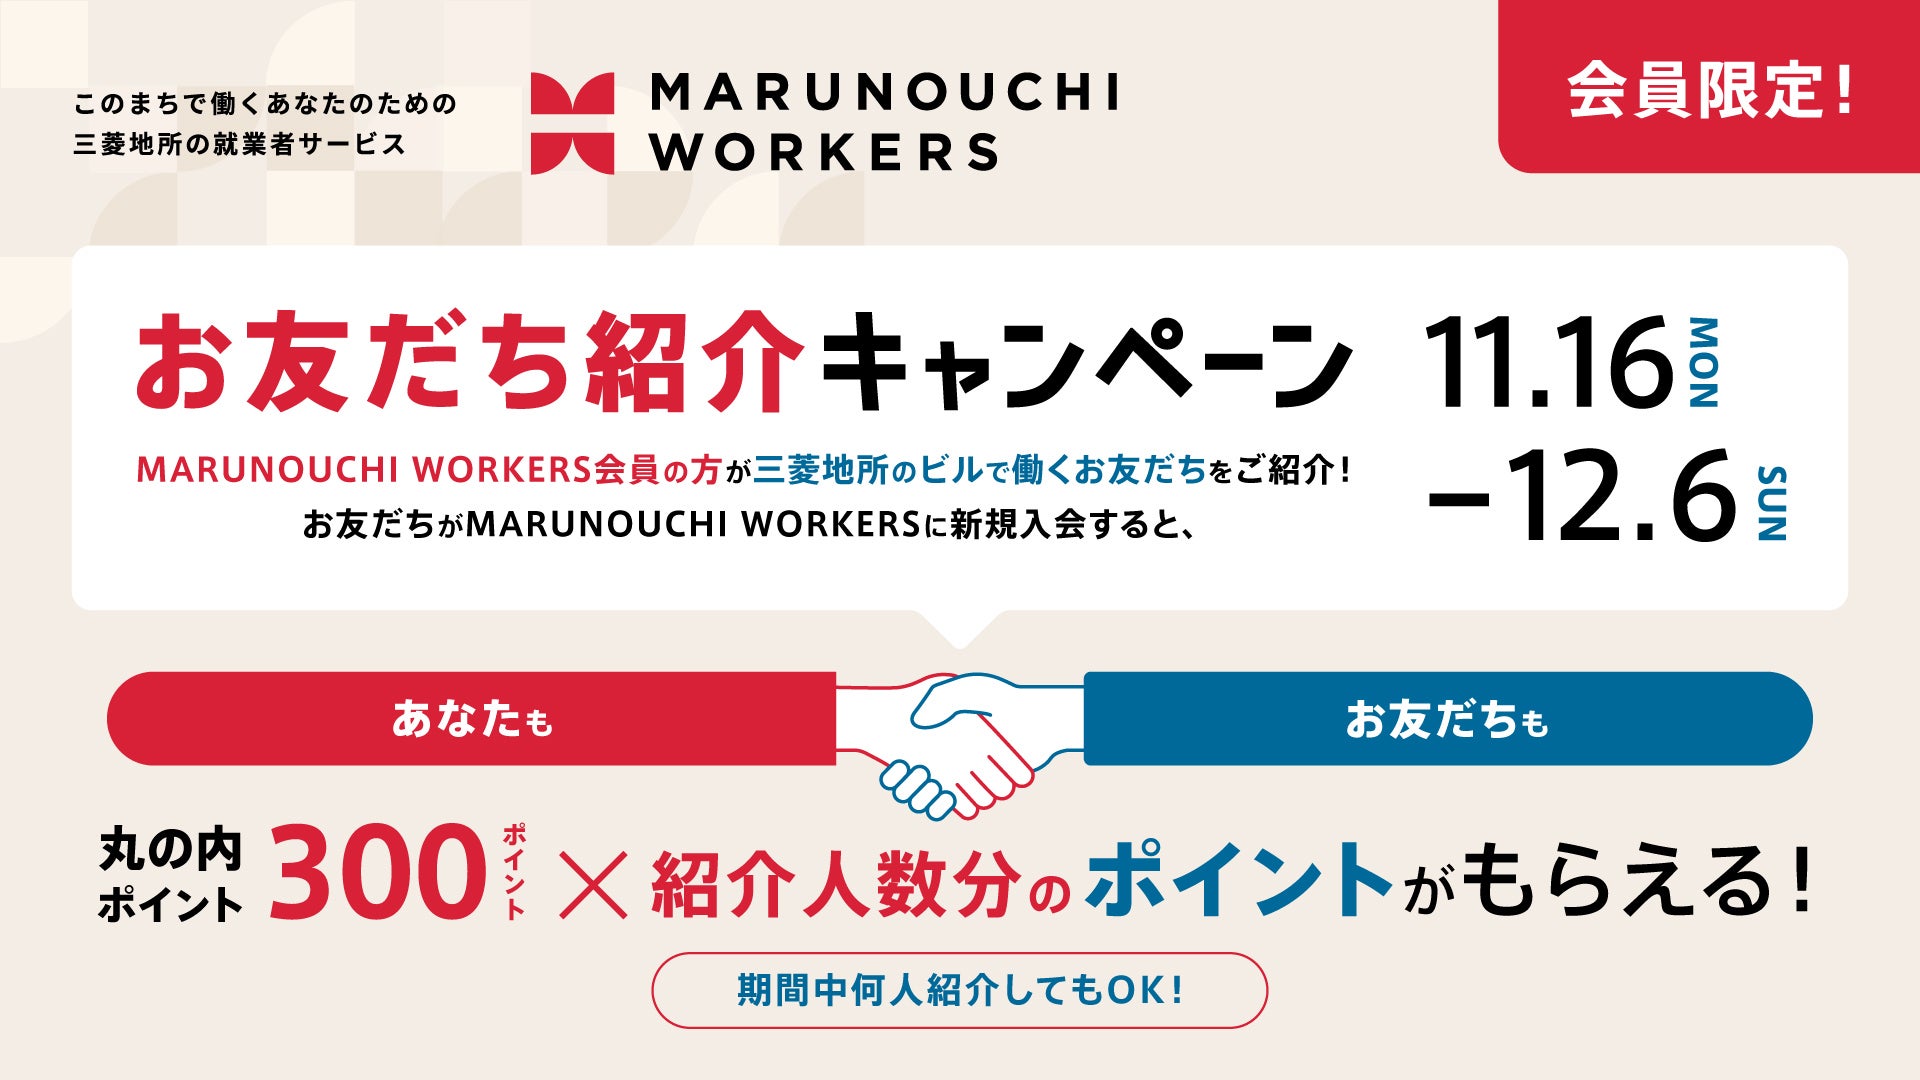 このまちで働くあなたのための
三菱地所の就業者サービス
MARUNOUCHI
WORKERS
会員限定!
お友だち紹介キャンペーン
11.16 MON
-12.6 SUN
MARUNOUCHI WORKERS会員の方が三菱地所のビルで働くお友だちをご紹介!
お友だちがMARUNOUCHI WORKERSに新規入会すると、
あなたも
お友だちも
丸の内ポイント 300ポイント×紹介人数分のポイントがもらえる!
期間中何人紹介してもOK!